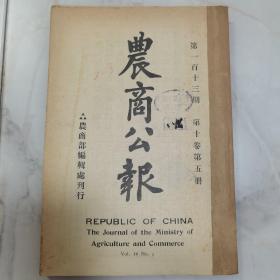 第一百十三期 第十卷第五册
農商公報
農商部編輯處刊行
REPUBLIC OF CHINA
The Journal of the Ministry of
Agriculture and Commerce